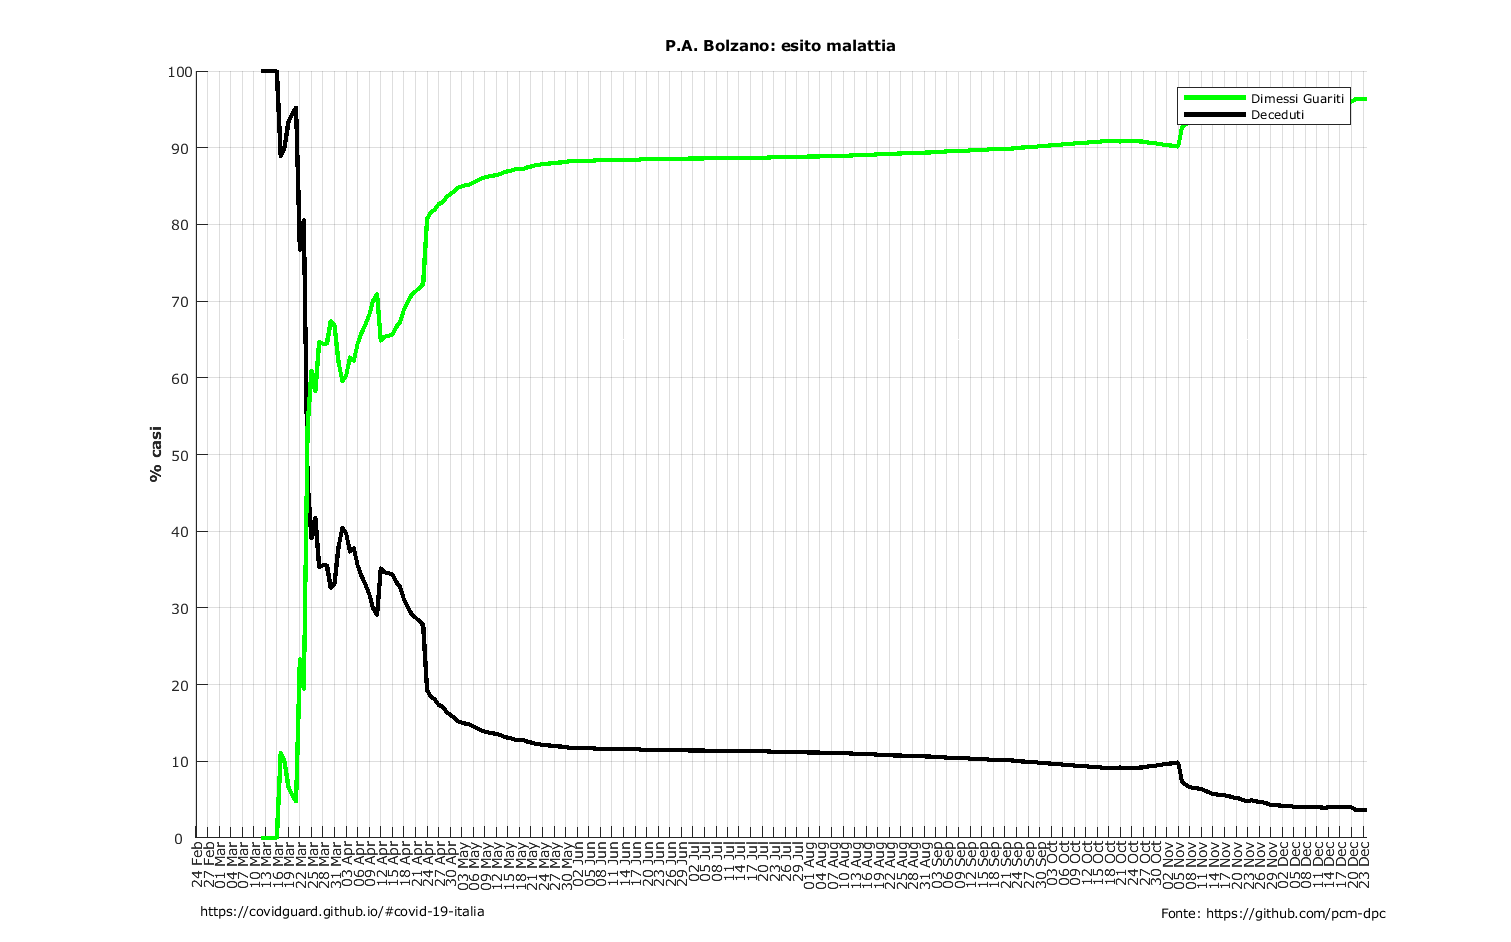 P.A. Bolzano: esito malattia
100
90
80
70
60
50
40
30
20
10
0
% casi
Dimessi Guariti
Deceduti
24 Feb
27 Feb
01 Mar
04 Mar
07 Mar
10 Mar
13 Mar
16 Mar
19 Mar
22 Mar
25 Mar
28 Mar
31 Mar
03 Apr
06 Apr
09 Apr
12 Apr
15 Apr
18 Apr
21 Apr
24 Apr
27 Apr
30 Apr
03 May
06 May
09 May
12 May
15 May
18 May
21 May
24 May
27 May
30 May
02 Jun
05 Jun
08 Jun
11 Jun
14 Jun
17 Jun
20 Jun
23 Jun
26 Jun
29 Jun
02 Jul
05 Jul
08 Jul
11 Jul
14 Jul
17 Jul
20 Jul
23 Jul
26 Jul
29 Jul
01 Aug
04 Aug
07 Aug
10 Aug
13 Aug
16 Aug
19 Aug
22 Aug
25 Aug
28 Aug
31 Aug
03 Sep
06 Sep
09 Sep
12 Sep
15 Sep
18 Sep
21 Sep
24 Sep
27 Sep
30 Sep
03 Oct
06 Oct
09 Oct
12 Oct
15 Oct
18 Oct
21 Oct
24 Oct
27 Oct
30 Oct
02 Nov
05 Nov
08 Nov
11 Nov
14 Nov
17 Nov
20 Nov
23 Nov
26 Nov
29 Nov
02 Dec
05 Dec
08 Dec
11 Dec
14 Dec
17 Dec
20 Dec
23 Dec
https://covidguard.github.io/#covid-19-italia
Fonte: https://github.com/pcm-dpc